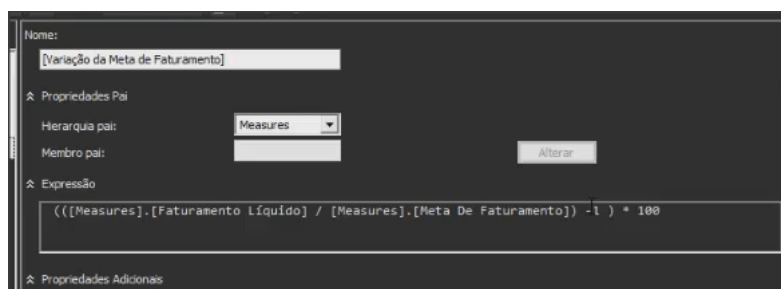 Nome:
[Variação da Meta de Faturamento]
Propriedades Pai
Hierarquia pai: Measures
Membro pai: Alterar
Expressão
(([Measures].[Faturamento Líquido] / [Measures].[Meta De Faturamento]) -1 ) * 100
Propriedades Adicionais